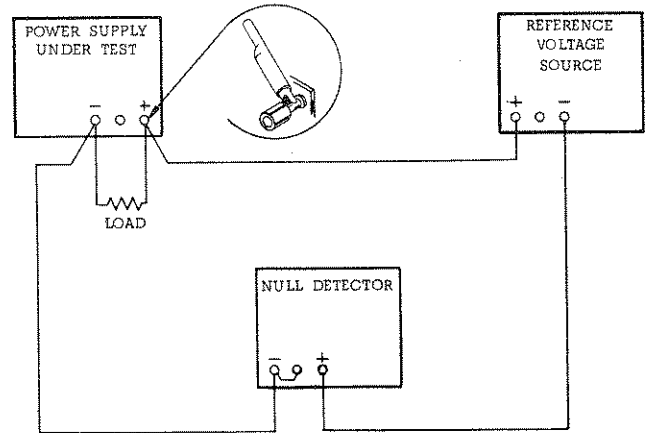 POWER SUPPLY
UNDER TEST
− +
LOAD
REFERENCE
VOLTAGE
SOURCE
+ −
NULL DETECTOR
− +